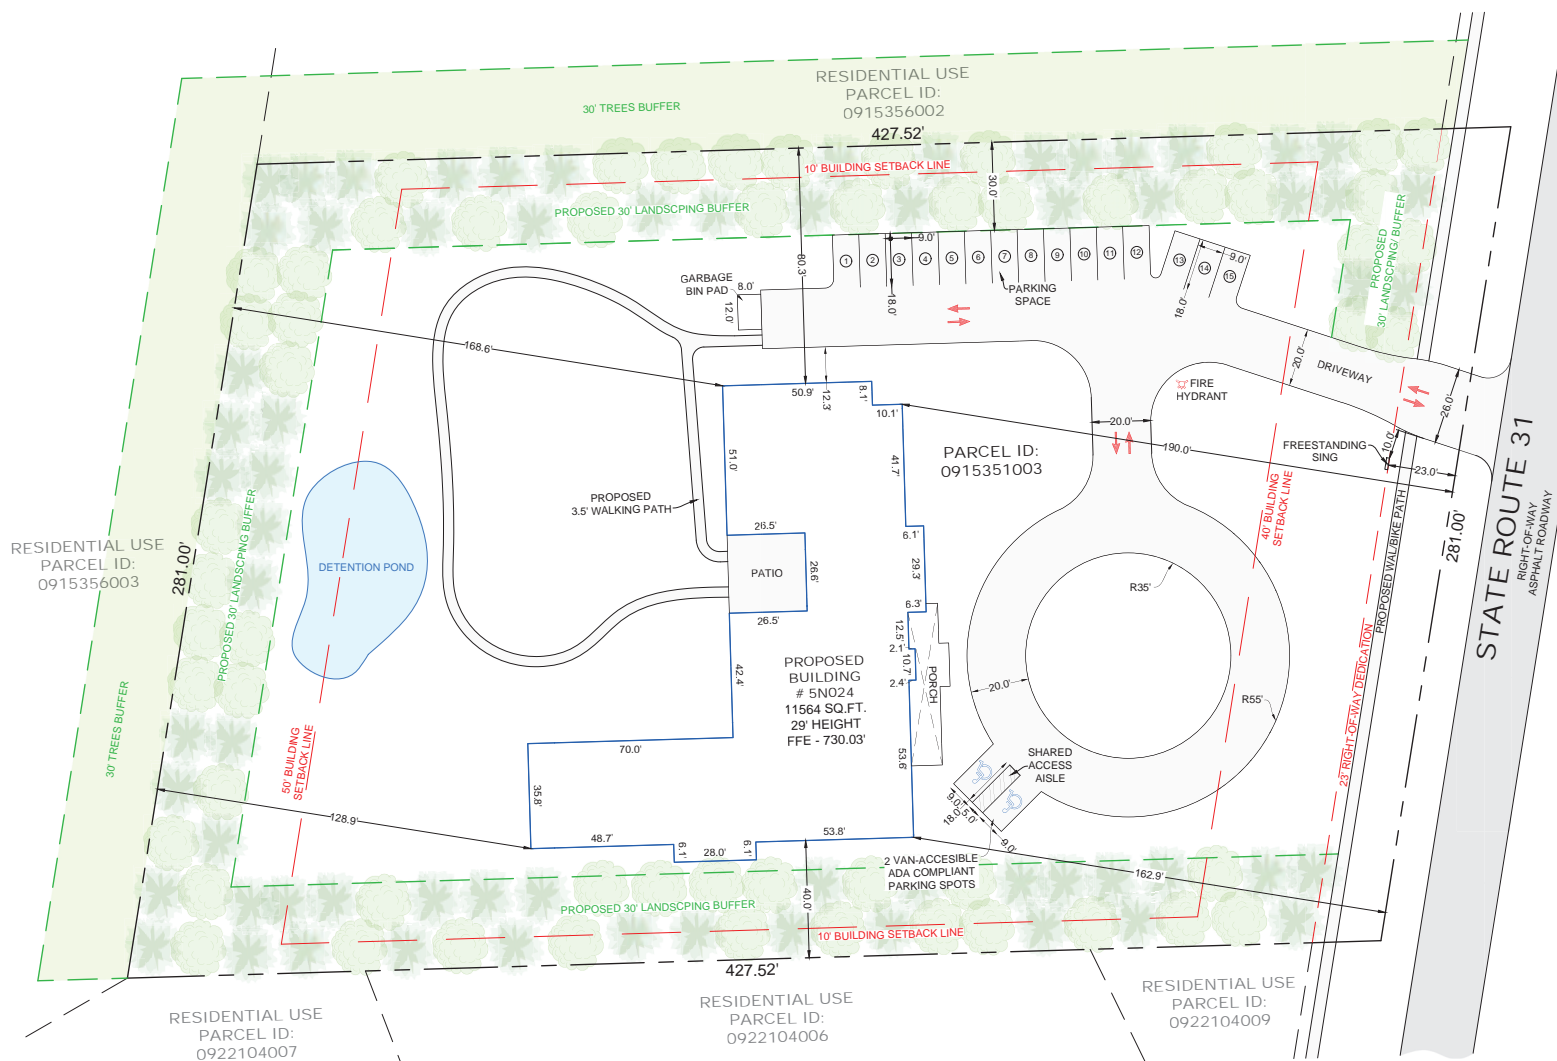 RESIDENTIAL USE
PARCEL ID:
0915356002
30' TREES BUFFER
427.52'
10' BUILDING SETBACK LINE
30.0'
PROPOSED 30' LANDSCPING BUFFER
PROPOSED
30' LANDSCPING/ BUFFER
80.3'
9.0'
1
2
3
4
5
6
7
8
9
10
11
12
13
14
15
9.0'
GARBAGE
BIN PAD
8.0'
12.0'
18.0'
PARKING
SPACE
18.0'
168.6'
12.3'
20.0'
DRIVEWAY
26.0'
FIRE
HYDRANT
50.9'
8.1'
10.1'
20.0'
190.0'
FREESTANDING
SING
10.0'
23.0'
PARCEL ID:
0915351003
51.0'
41.7'
PROPOSED
3.5' WALKING PATH
40' BUILDING
SETBACK LINE
PROPOSED WAL/BIKE PATH
281.00'
STATE ROUTE 31
RIGHT-OF-WAY
ASPHALT ROADWAY
RESIDENTIAL USE
PARCEL ID:
0915356003
281.00'
PROPOSED 30' LANDSCPING BUFFER
DETENTION POND
26.5'
PATIO
26.6'
26.5'
6.1'
29.3'
6.3'
12.5'
2.1'
10.7'
2.4'
PORCH
R35'
20.0'
R55'
23' RIGHT-OF-WAY DEDICATION
42.4'
PROPOSED
BUILDING
# 5N024
11564 SQ.FT.
29' HEIGHT
FFE - 730.03'
53.6'
30' TREES BUFFER
50' BUILDING
SETBACK LINE
70.0'
35.8'
128.9'
48.7'
6.1'
28.0'
6.1'
53.8'
SHARED
ACCESS
AISLE
9.0'
5.0'
18.0'
9.0'
2 VAN-ACCESIBLE
ADA COMPLIANT
PARKING SPOTS
162.9'
40.0'
PROPOSED 30' LANDSCPING BUFFER
10' BUILDING SETBACK LINE
427.52'
RESIDENTIAL USE
PARCEL ID:
0922104007
RESIDENTIAL USE
PARCEL ID:
0922104006
RESIDENTIAL USE
PARCEL ID:
0922104009